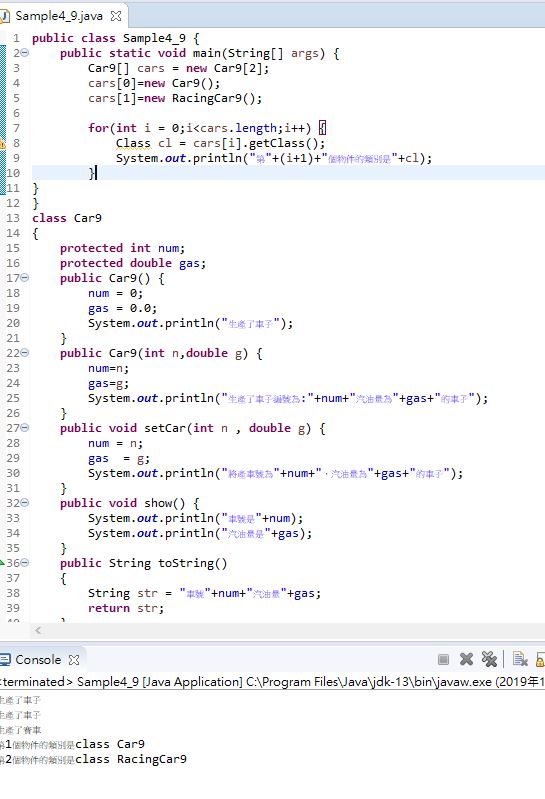 Sample4_9.java
1 public class Sample4_9 {
2 public static void main(String[] args) {
3 Car9[] cars = new Car9[2];
4 cars[0]=new Car9();
5 cars[1]=new RacingCar9();
6
7 for(int i = 0;i<cars.length;i++) {
8 Class cl = cars[i].getClass();
9 System.out.println("第"+(i+1)+"個物件的類別是"+cl);
10 }
11 }
12 }
13 class Car9
14 {
15 protected int num;
16 protected double gas;
17 public Car9() {
18 num = 0;
19 gas = 0.0;
20 System.out.println("生產了車子");
21 }
22 public Car9(int n,double g) {
23 num=n;
24 gas=g;
25 System.out.println("生產了車子編號為:"+num+"汽油量為"+gas+"的車子");
26 }
27 public void setCar(int n , double g) {
28 num = n;
29 gas  = g;
30 System.out.println("將產車號為"+num+"，汽油量為"+gas+"的車子");
31 }
32 public void show() {
33 System.out.println("車號是"+num);
34 System.out.println("汽油量是"+gas);
35 }
36 public String toString()
37 {
38 String str = "車號"+num+"汽油量"+gas;
39 return str;
Console
<terminated> Sample4_9 [Java Application] C:\Program Files\Java\jdk-13\bin\javaw.exe (2019年1
生產了車子
生產了車子
生產了賽車
第1個物件的類別是class Car9
第2個物件的類別是class RacingCar9